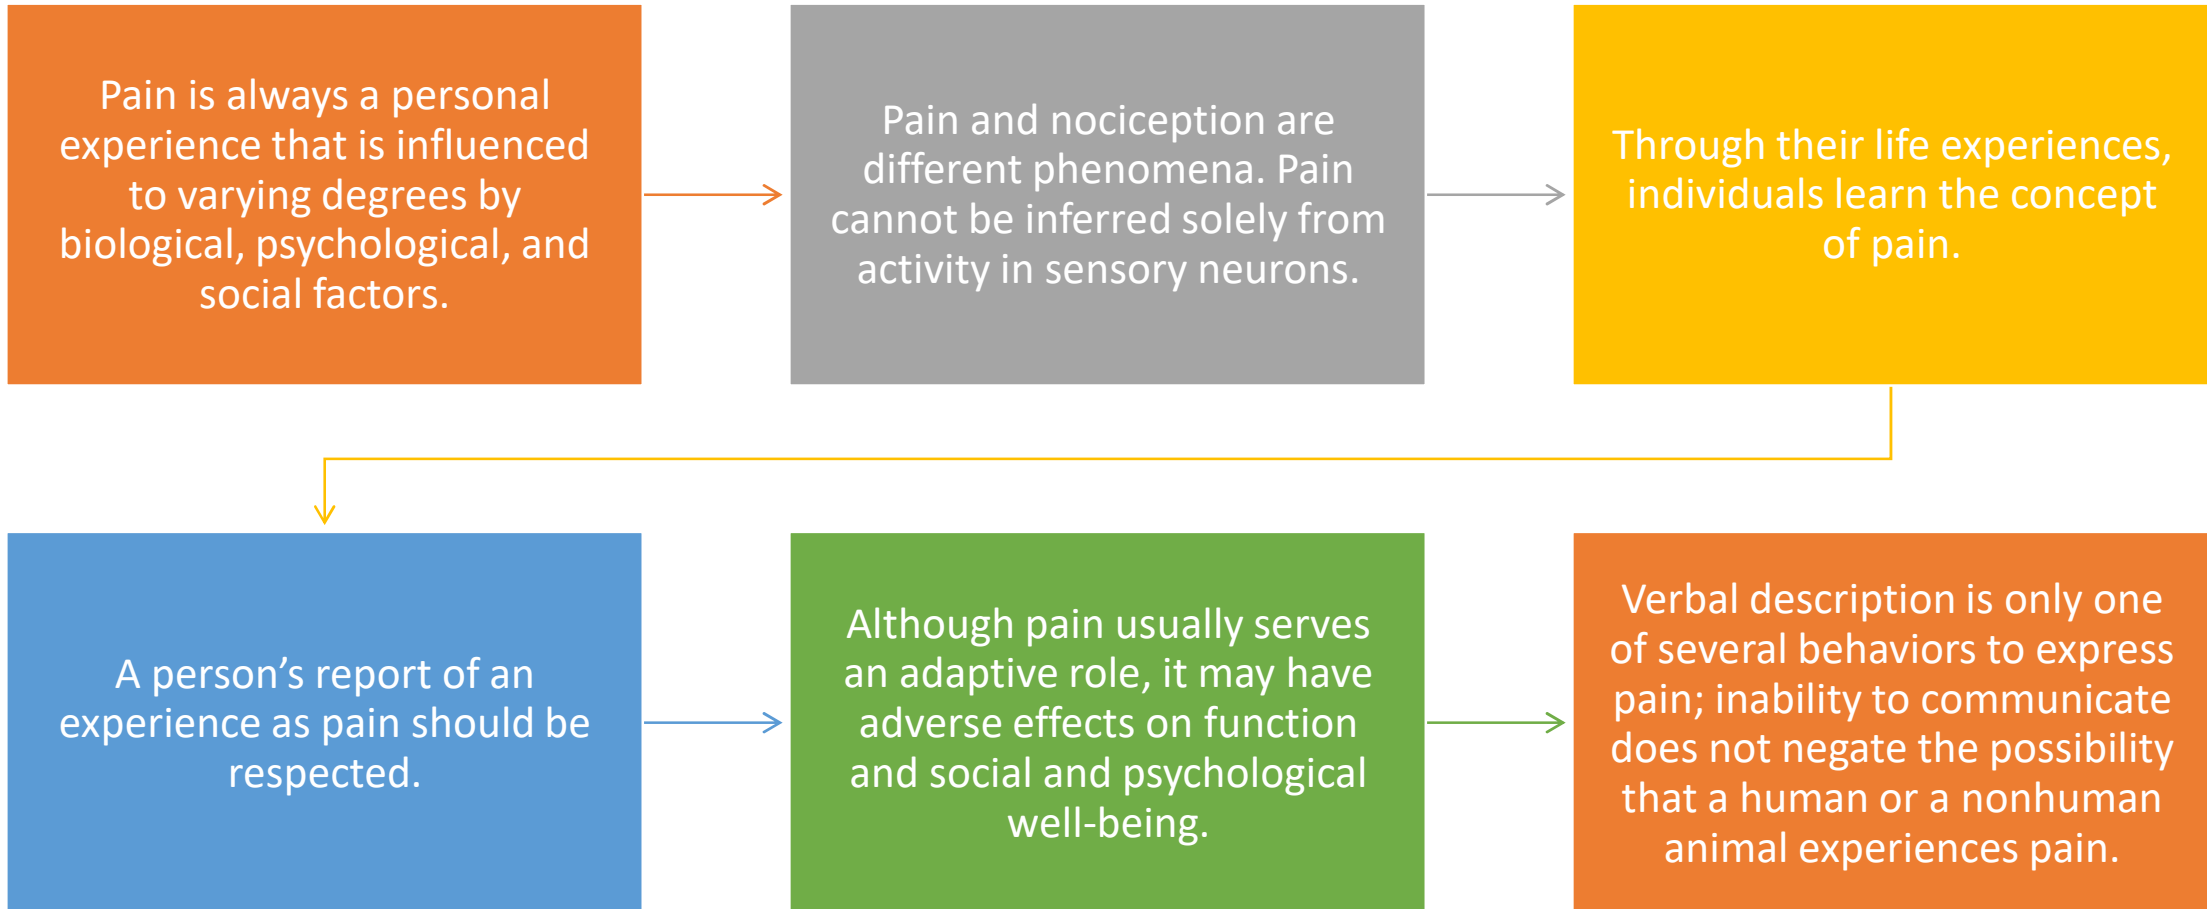 Pain is always a personal
experience that is influenced
to varying degrees by
biological, psychological, and
social factors.
Pain and nociception are
different phenomena. Pain
cannot be inferred solely from
activity in sensory neurons.
Through their life experiences,
individuals learn the concept
of pain.
A person’s report of an
experience as pain should be
respected.
Although pain usually serves
an adaptive role, it may have
adverse effects on function
and social and psychological
well-being.
Verbal description is only one
of several behaviors to express
pain; inability to communicate
does not negate the possibility
that a human or a nonhuman
animal experiences pain.